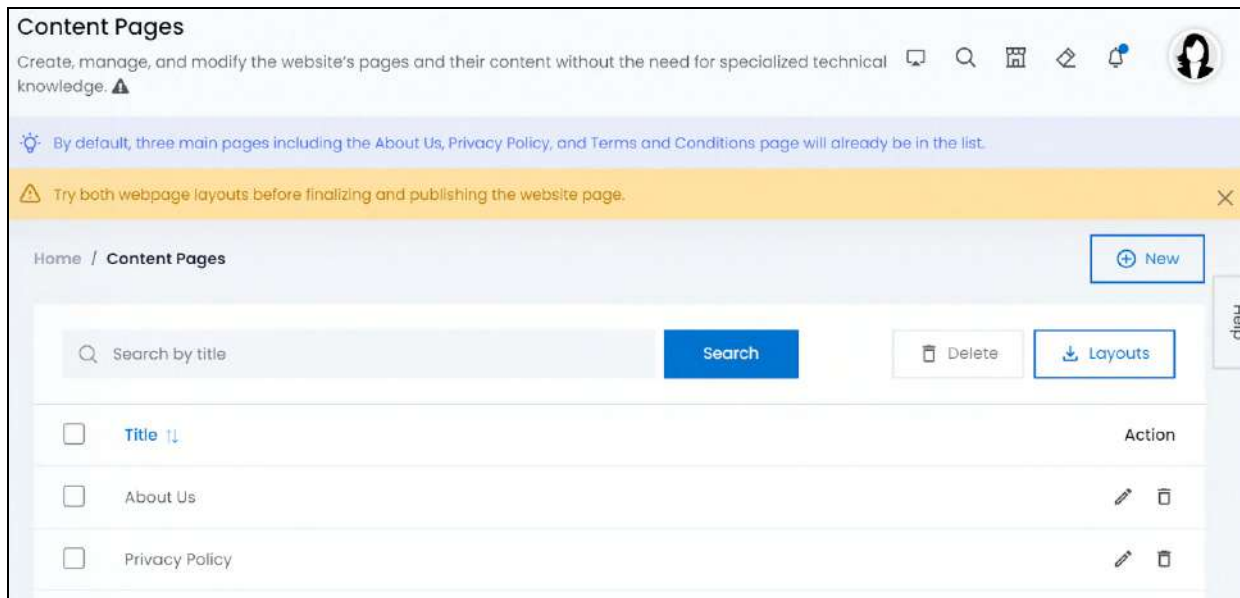 Content Pages
Create, manage, and modify the website's pages and their content without the need for specialized technical
knowledge.
By default, three main pages including the About Us, Privacy Policy, and Terms and Conditions page will already be in the list.
Try both webpage layouts before finalizing and publishing the website page.
Home / Content Pages
New
Help
Search by title
Search
Delete
Layouts
Title
Action
About Us
Privacy Policy